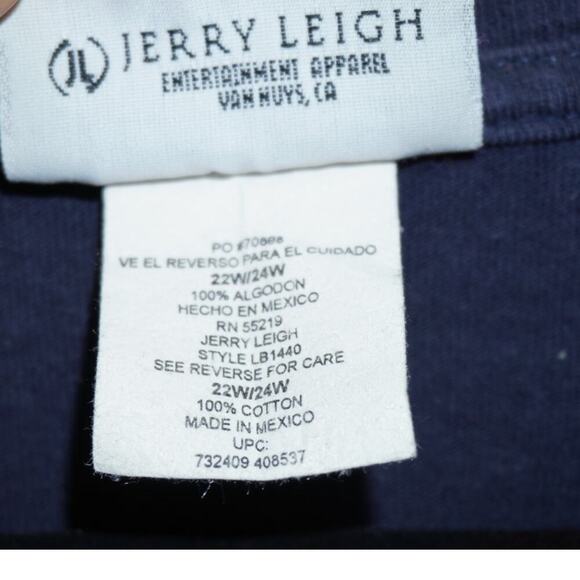 JL JERRY LEIGH
ENTERTAINMENT APPAREL
VAN NUYS, CA
PO #70898
VE EL REVERSO PARA EL CUIDADO
22W/24W
100% ALGODON
HECHO EN MEXICO
RN 55219
JERRY LEIGH
STYLE LB1440
SEE REVERSE FOR CARE
22W/24W
100% COTTON
MADE IN MEXICO
UPC:
732409 408537